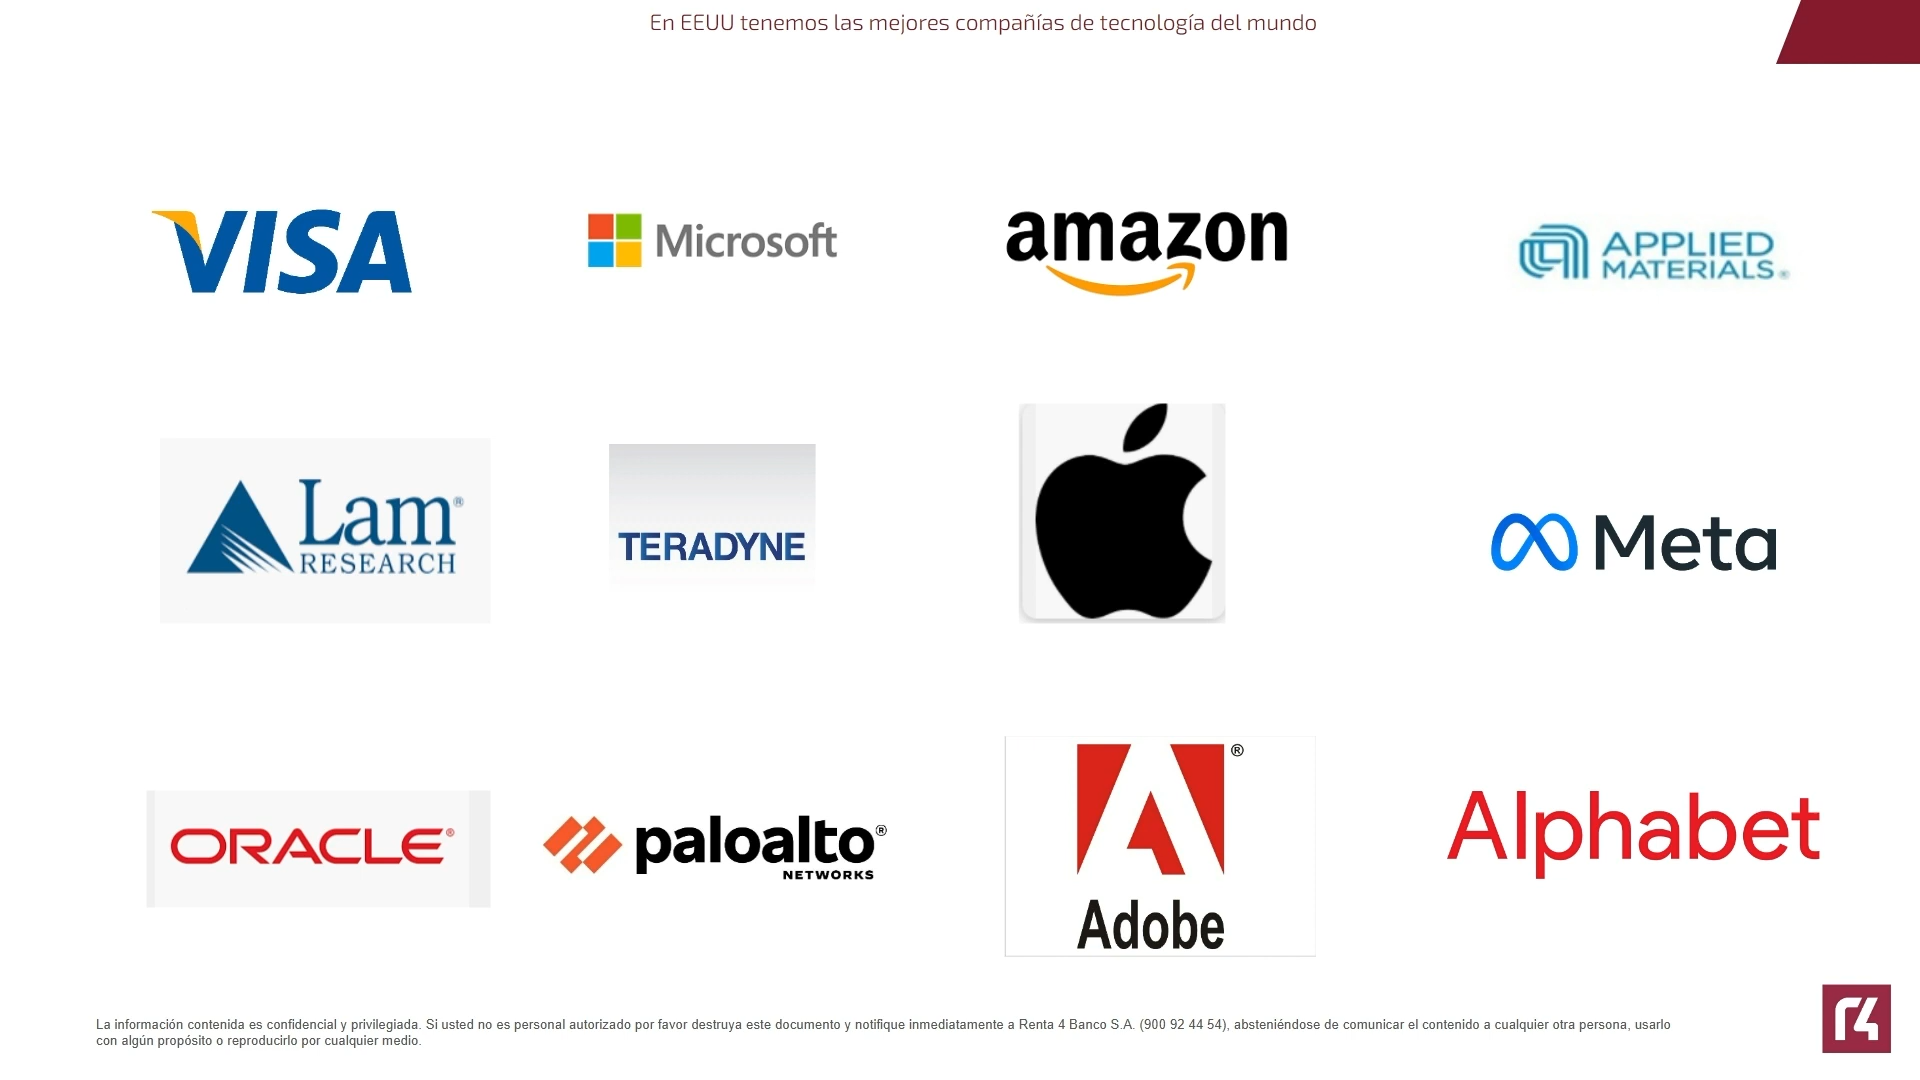 En EEUU tenemos las mejores compañías de tecnología del mundo
VISA
Microsoft
amazon
APPLIED
MATERIALS®
Lam®
RESEARCH
TERADYNE
Meta
ORACLE®
paloalto®
NETWORKS
®
Adobe
Alphabet
La información contenida es confidencial y privilegiada. Si usted no es personal autorizado por favor destruya este documento y notifique inmediatamente a Renta 4 Banco S.A. (900 92 44 54), absteniéndose de comunicar el contenido a cualquier otra persona, usarlo
con algún propósito o reproducirlo por cualquier medio.
r4